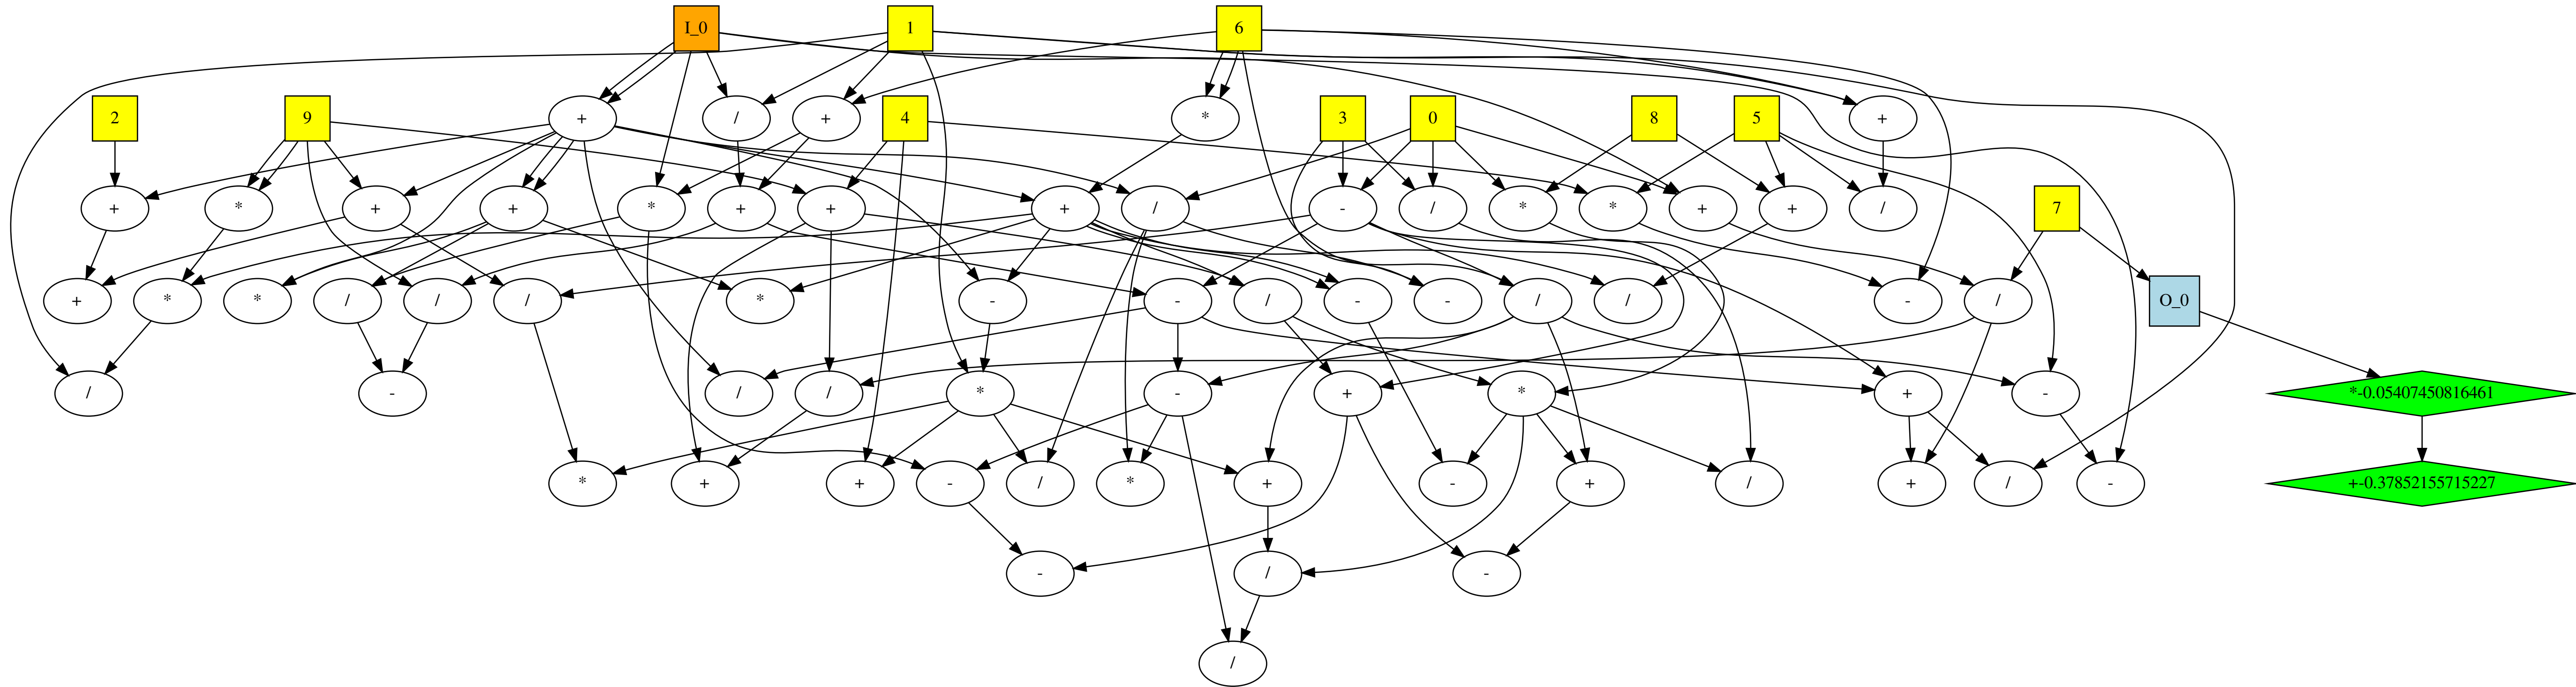 I_0 1 6
2 9 + / + 4 * 3 0 8 5 +
+ * + + * + + + / - / * * + + / 7
+ * * / / / * - - / - - / / - / O_0
/ - / / * - + * + - *-0.05407450816461
* + + - / * + - + / + / - +-0.37852155715227
- / -
/